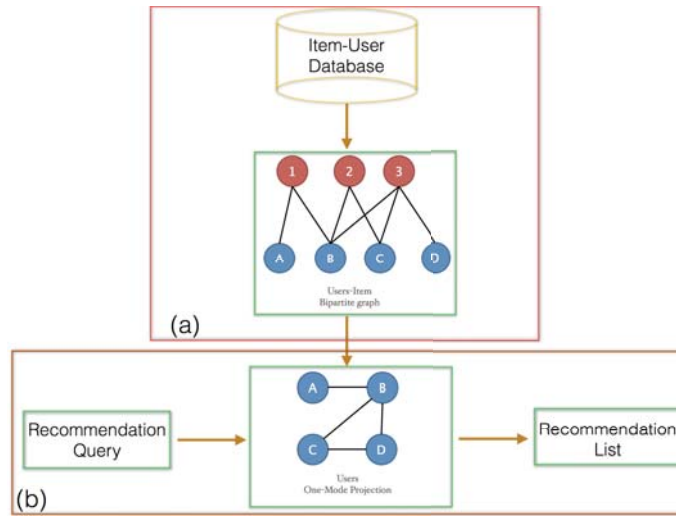 Item-User
Database
1 2 3
A B C D
Users-Item
Bipartite graph
(a)
A B
Recommendation
Query
Recommendation
List
C D
Users
One-Mode Projection
(b)